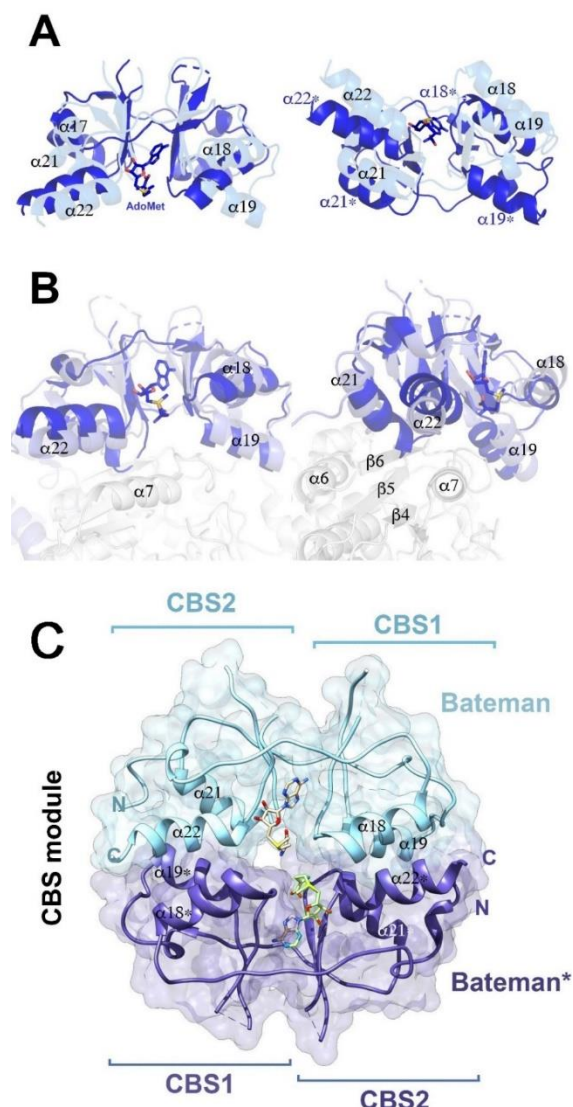 A
α17
α21
α22
AdoMet
α18
α19
α22*
α22
α18*
α18
α19
α21
α21*
α19*
B
α18
α22
α19
α7
α21
α22
α18
α19
β6
α6
β5
α7
β4
C
CBS2
CBS1
Bateman
CBS module
α21
N
α22
α18
α19
C
C
α19*
α22*
α18*
α21
N
Bateman*
CBS1
CBS2